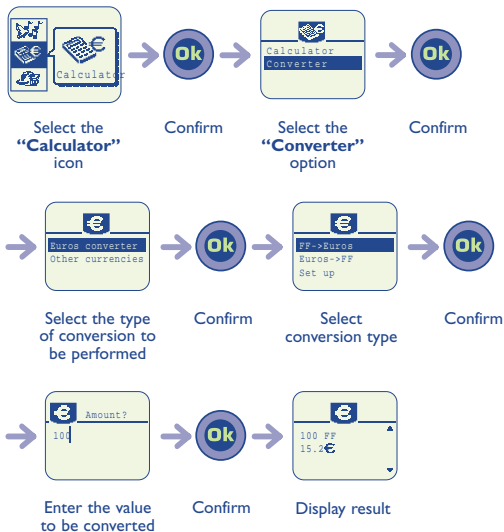 Calculator
Ok
Calculator
Converter
Ok
Select the
“Calculator”
icon
Confirm
Select the
“Converter”
option
Confirm
€
Euros converter
Other currencies
Ok
€
FF->Euros
Euros->FF
Set up
Ok
Select the type
of conversion to
be performed
Confirm
Select
conversion type
Confirm
€ Amount?
100
Ok
€
100 FF
15.2€
Enter the value
to be converted
Confirm
Display result